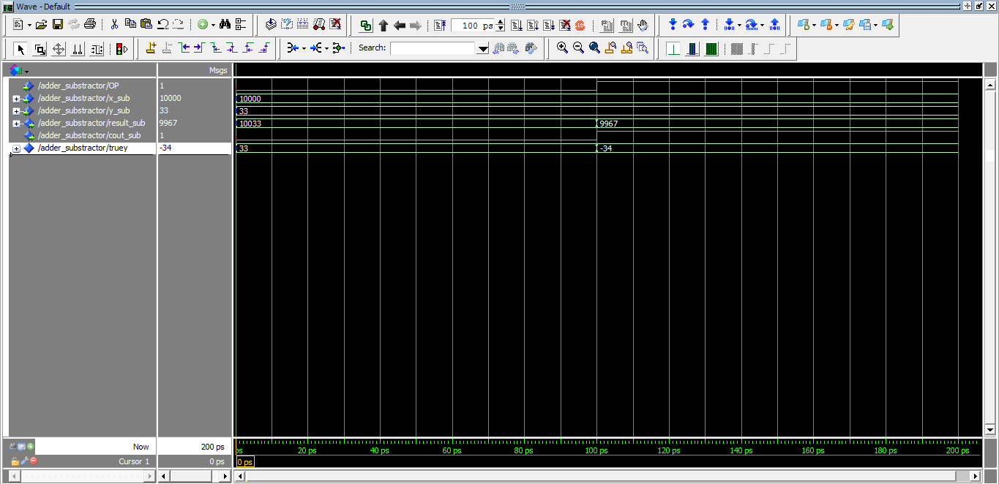 Wave - Default
100 ps
Search:
Msgs
/adder_substractor/OP 1
/adder_substractor/x_sub 10000 10000
/adder_substractor/y_sub 33 33
/adder_substractor/result_sub 9967 10033 9967
/adder_substractor/cout_sub 1
/adder_substractor/truey -34 33 -34
Now 200 ps ps 20 ps 40 ps 60 ps 80 ps 100 ps 120 ps 140 ps 160 ps 180 ps 200 ps
Cursor 1 0 ps 0 ps